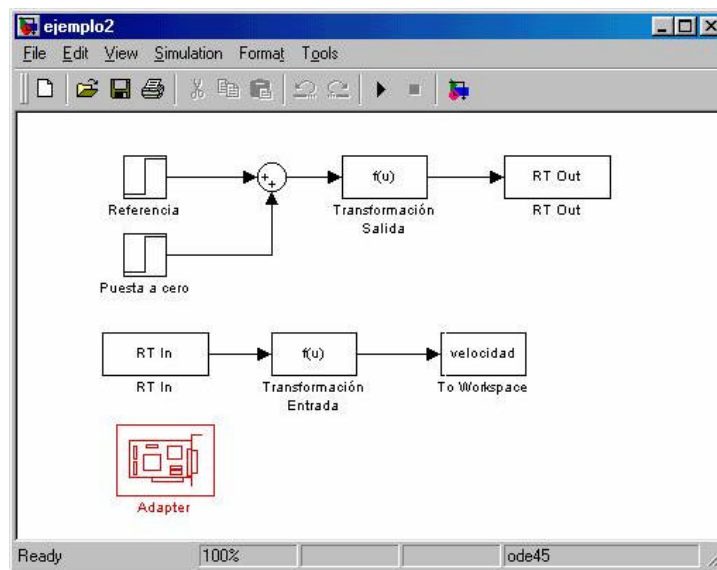 ejemplo2
File Edit View Simulation Format Tools
+
+
f(u)
RT Out
Referencia
Transformación
Salida
RT Out
Puesta a cero
RT In
f(u)
velocidad
RT In
Transformación
Entrada
To Workspace
Adapter
Ready
100%
ode45